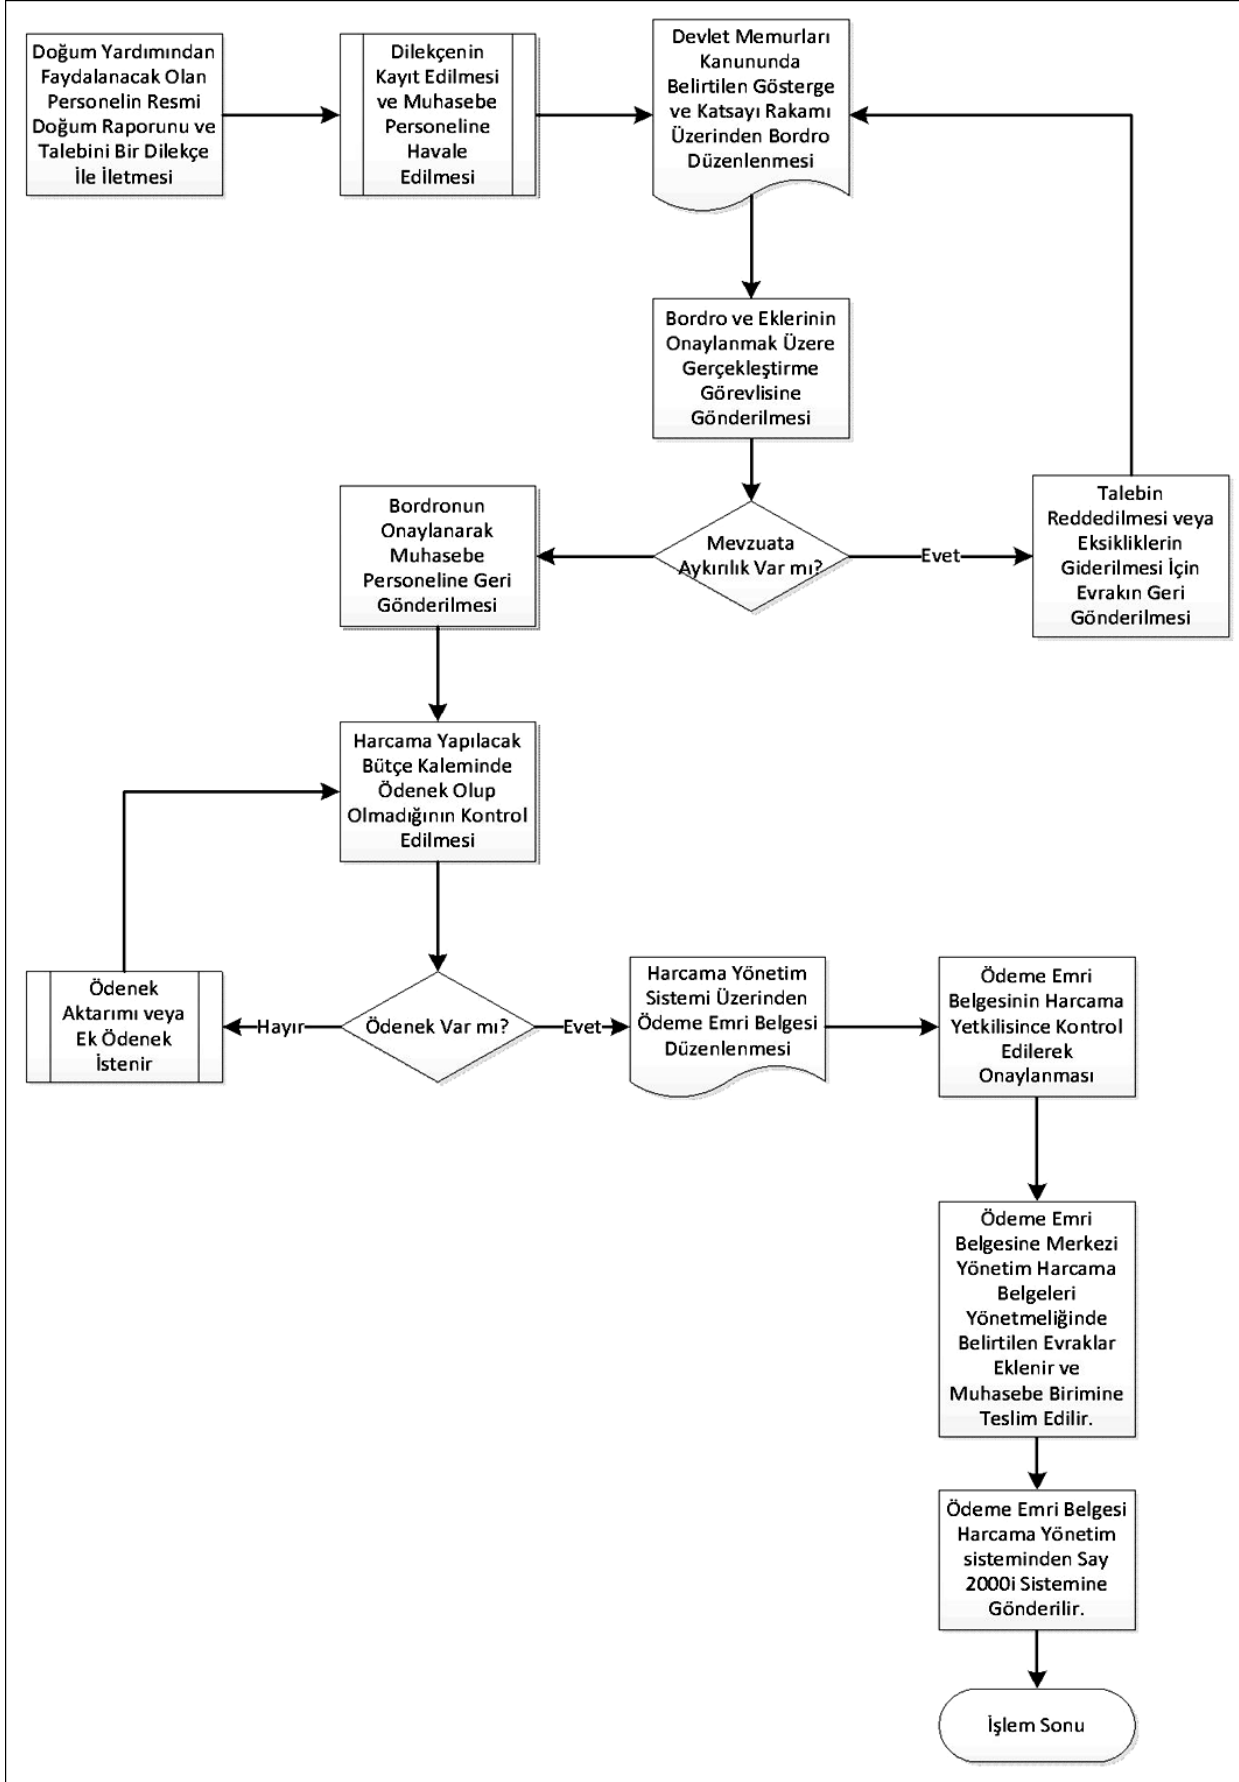 Doğum Yardımından
Faydalanacak Olan
Personelin Resmi
Doğum Raporunu ve
Talebini Bir Dilekçe
İle İletmesi
Dilekçenin
Kayıt Edilmesi
ve Muhasebe
Personeline
Havale
Edilmesi
Devlet Memurları
Kanununda
Belirtilen Gösterge
ve Katsayı Rakamı
Üzerinden Bordro
Düzenlenmesi
Bordro ve Eklerinin
Onaylanmak Üzere
Gerçekleştirme
Görevlisine
Gönderilmesi
Mevzuata
Aykırılık Var mı?
Evet
Talebin
Reddedilmesi veya
Eksikliklerin
Giderilmesi İçin
Evrakın Geri
Gönderilmesi
Bordronun
Onaylanarak
Muhasebe
Personeline Geri
Gönderilmesi
Harcama Yapılacak
Bütçe Kaleminde
Ödenek Olup
Olmadığının Kontrol
Edilmesi
Ödenek Var mı?
Hayır
Ödenek
Aktarımı veya
Ek Ödenek
İstenir
Evet
Harcama Yönetim
Sistemi Üzerinden
Ödeme Emri Belgesi
Düzenlenmesi
Ödeme Emri
Belgesinin Harcama
Yetkilisince Kontrol
Edilerek
Onaylanması
Ödeme Emri
Belgesine Merkezi
Yönetim Harcama
Belgeleri
Yönetmeliğinde
Belirtilen Evraklar
Eklenir ve
Muhasebe Birimine
Teslim Edilir.
Ödeme Emri Belgesi
Harcama Yönetim
sisteminden Say
2000i Sistemine
Gönderilir.
İşlem Sonu